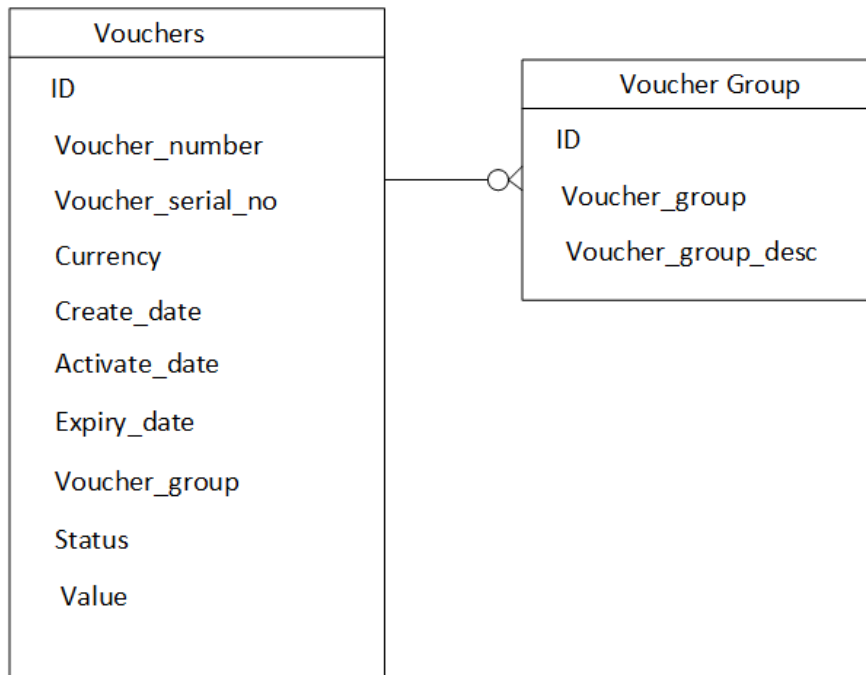 Vouchers
ID
Voucher_number
Voucher_serial_no
Currency
Create_date
Activate_date
Expiry_date
Voucher_group
Status
Value
Voucher Group
ID
Voucher_group
Voucher_group_desc